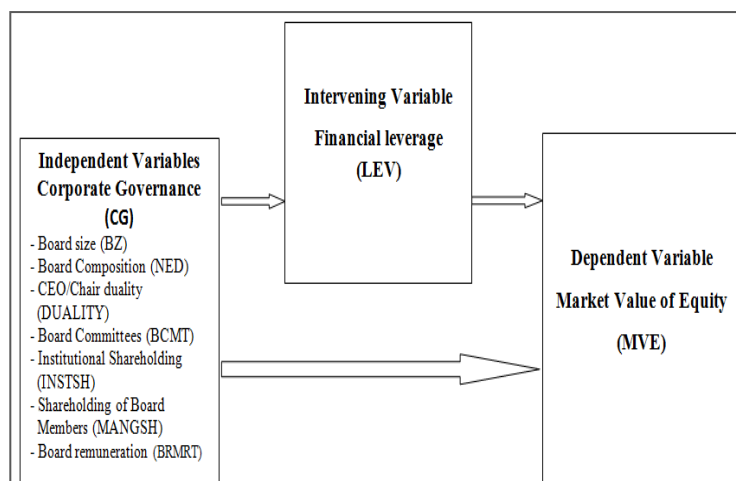 Independent Variables
Corporate Governance
(CG)
- Board size (BZ)
- Board Composition (NED)
- CEO/Chair duality
(DUALITY)
- Board Committees (BCMT)
- Institutional Shareholding
(INSTSH)
- Shareholding of Board
Members (MANGSH)
- Board remuneration (BRMRT)
Intervening Variable
Financial leverage
(LEV)
Dependent Variable
Market Value of Equity
(MVE)